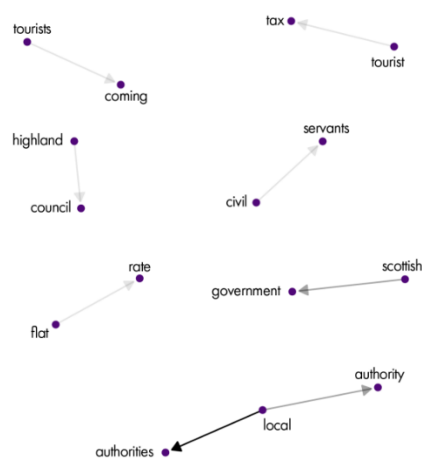 tourists
tax
tourist
coming
servants
highland
civil
council
rate
scottish
government
flat
authority
local
authorities